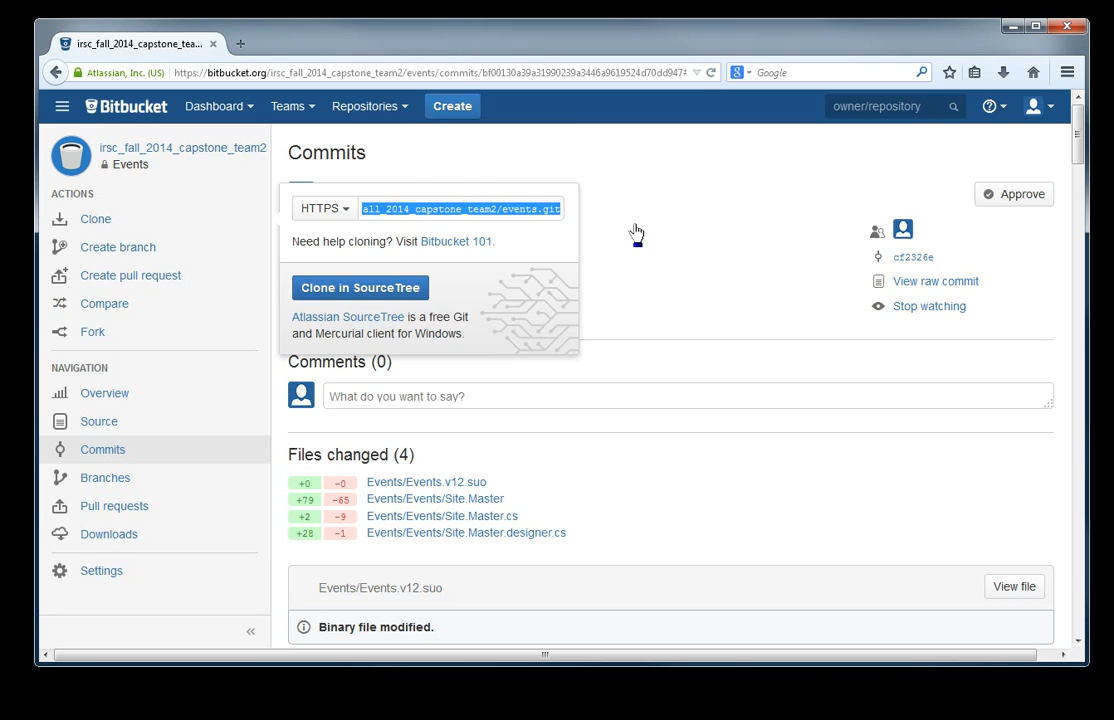 irsc_fall_2014_capstone_tea...
Atlassian, Inc. (US)
https://bitbucket.org/irsc_fall_2014_capstone_team2/events/commits/bf00130a39a31990239a3446a9619524d70dd947#
Google
Bitbucket
Dashboard
Teams
Repositories
Create
owner/repository
irsc_fall_2014_capstone_team2
Events
ACTIONS
Clone
Create branch
Create pull request
Compare
Fork
NAVIGATION
Overview
Source
Commits
Branches
Pull requests
Downloads
Settings
Commits
Approve
HTTPS
all_2014_capstone_team2/events.git
Need help cloning? Visit Bitbucket 101.
Clone in SourceTree
Atlassian SourceTree is a free Git
and Mercurial client for Windows.
cf2326e
View raw commit
Stop watching
Comments (0)
What do you want to say?
Files changed (4)
+0 -0 Events/Events.v12.suo
+79 -65 Events/Events/Site.Master
+2 -9 Events/Events/Site.Master.cs
+28 -1 Events/Events/Site.Master.designer.cs
Events/Events.v12.suo
View file
Binary file modified.